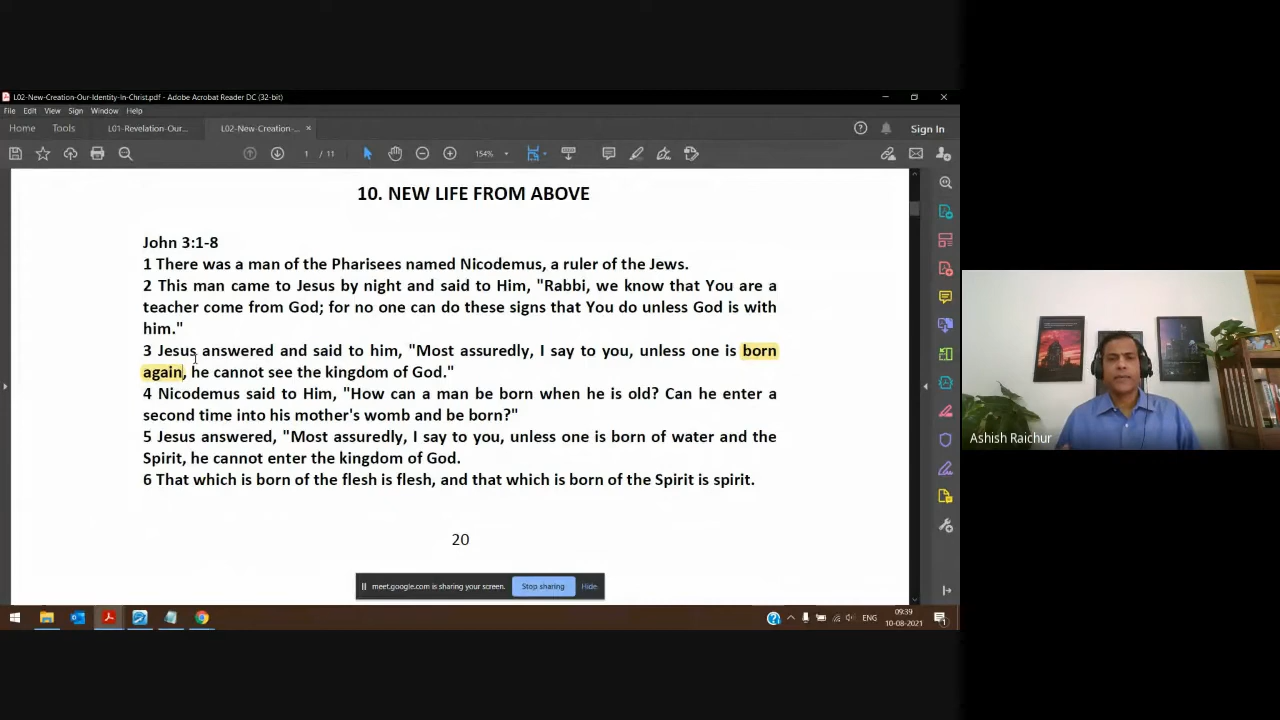 L02-New-Creation-Our-Identity-In-Christ.pdf - Adobe Acrobat Reader DC (32-bit)
File Edit View Sign Window Help
Home Tools L01-Revelation-Our... L02-New-Creation-... × Sign In
1 / 11 154%
10. NEW LIFE FROM ABOVE
John 3:1-8
1 There was a man of the Pharisees named Nicodemus, a ruler of the Jews.
2 This man came to Jesus by night and said to Him, "Rabbi, we know that You are a
teacher come from God; for no one can do these signs that You do unless God is with
him."
3 Jesus answered and said to him, "Most assuredly, I say to you, unless one is born
again, he cannot see the kingdom of God."
4 Nicodemus said to Him, "How can a man be born when he is old? Can he enter a
second time into his mother's womb and be born?"
5 Jesus answered, "Most assuredly, I say to you, unless one is born of water and the
Spirit, he cannot enter the kingdom of God.
6 That which is born of the flesh is flesh, and that which is born of the Spirit is spirit.
20
meet.google.com is sharing your screen. Stop sharing Hide
Ashish Raichur
ENG
09:39
10-08-2021